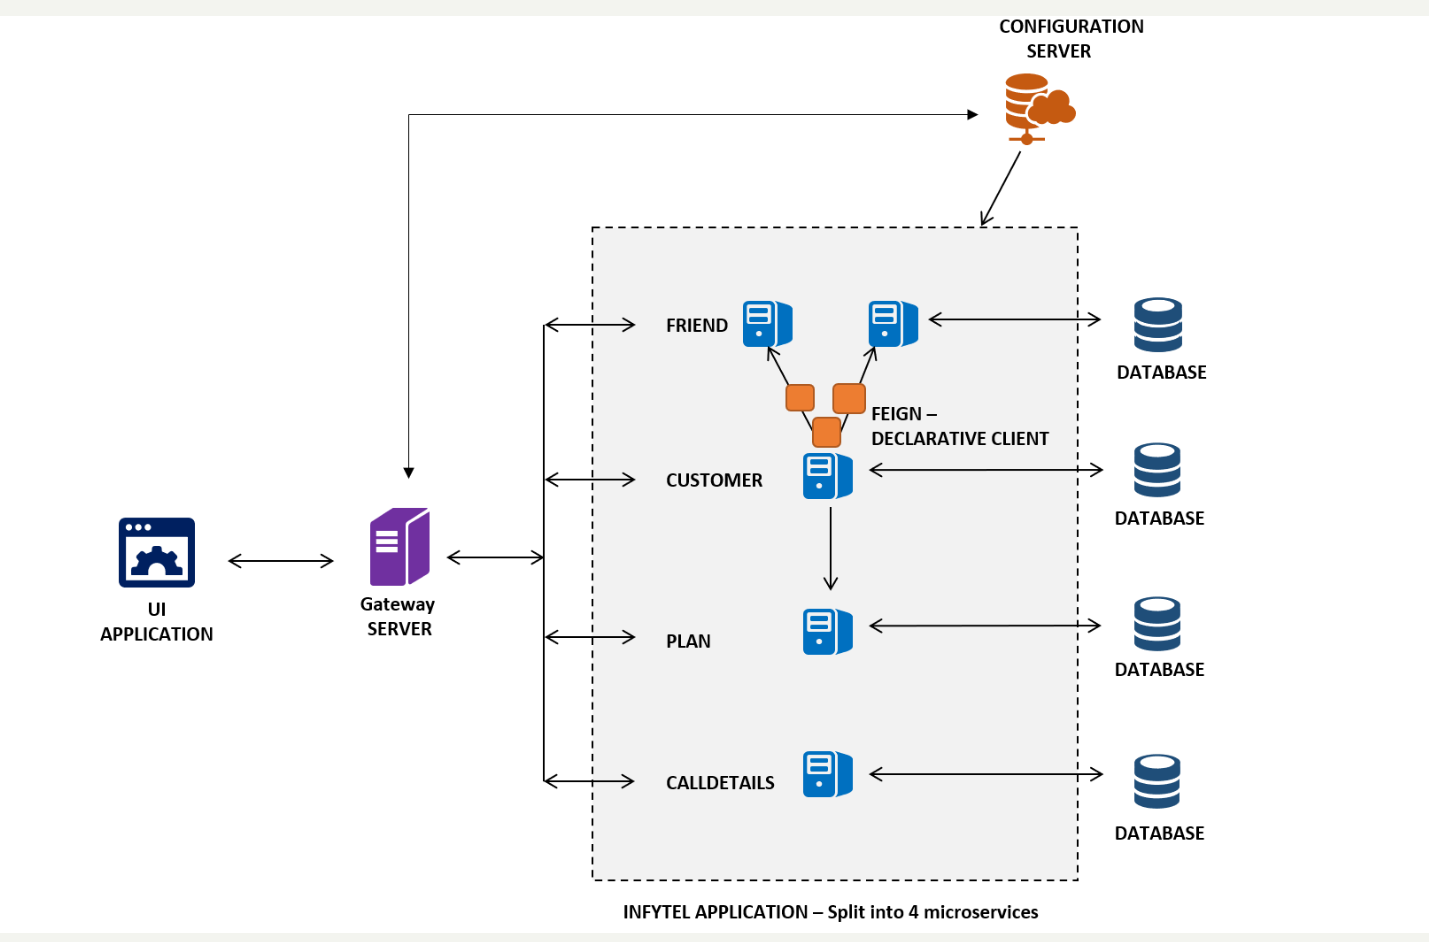 CONFIGURATION
SERVER
FRIEND
DATABASE
FEIGN –
DECLARATIVE CLIENT
CUSTOMER
DATABASE
UI
APPLICATION
Gateway
SERVER
PLAN
DATABASE
CALLDETAILS
DATABASE
INFYTEL APPLICATION – Split into 4 microservices